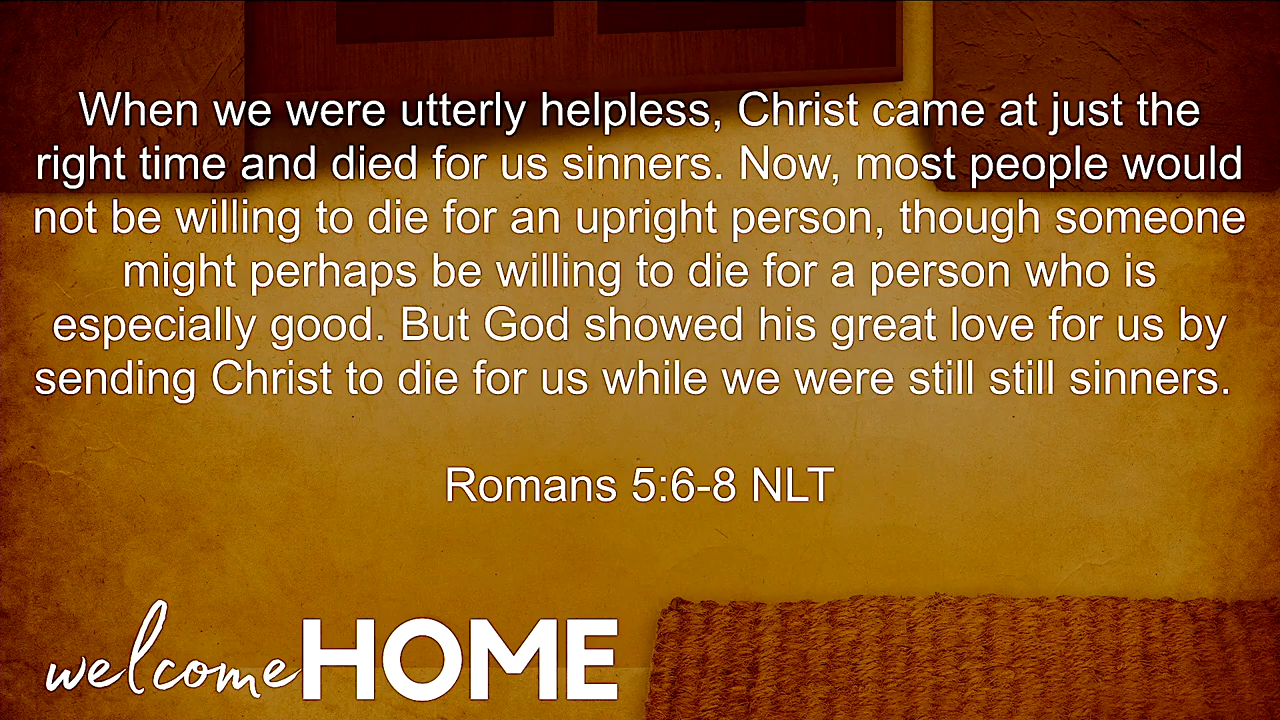 When we were utterly helpless, Christ came at just the
right time and died for us sinners. Now, most people would
not be willing to die for an upright person, though someone
might perhaps be willing to die for a person who is
especially good. But God showed his great love for us by
sending Christ to die for us while we were still still sinners.
Romans 5:6-8 NLT
welcomeHOME